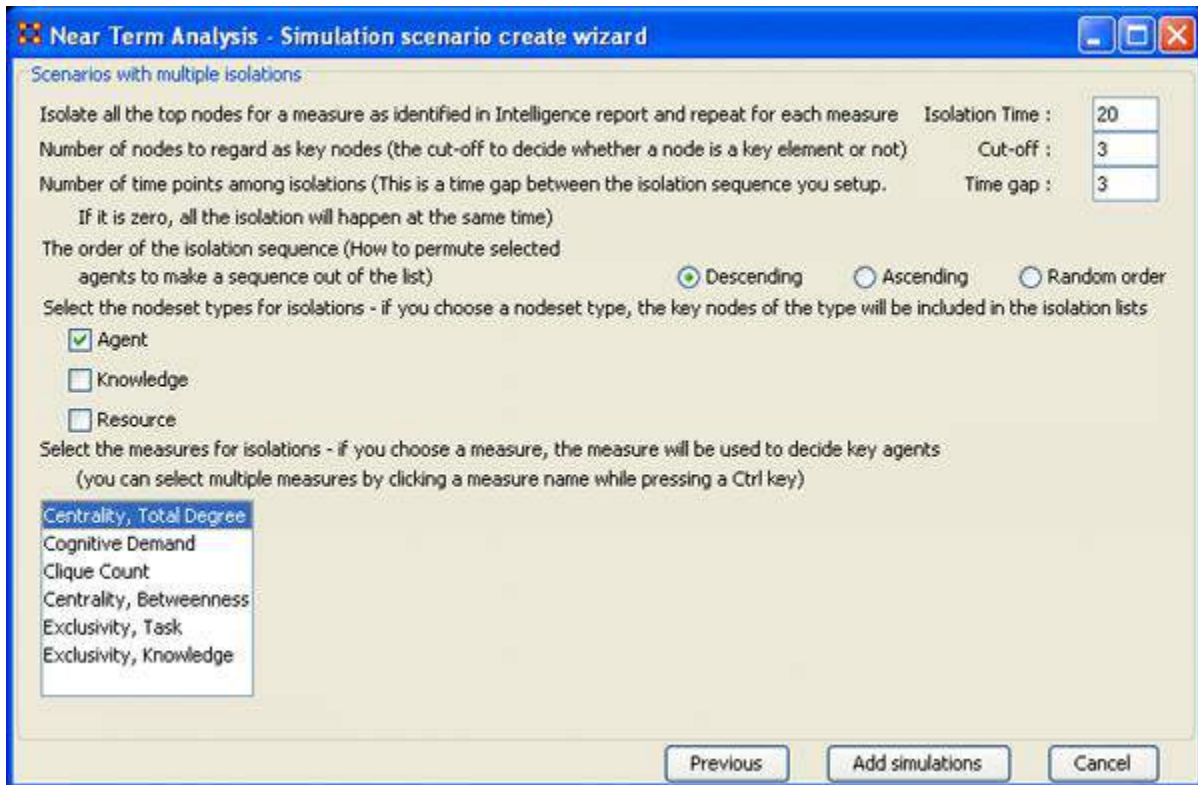 Near Term Analysis - Simulation scenario create wizard
Scenarios with multiple isolations
Isolate all the top nodes for a measure as identified in Intelligence report and repeat for each measure Isolation Time : 20
Number of nodes to regard as key nodes (the cut-off to decide whether a node is a key element or not) Cut-off : 3
Number of time points among isolations (This is a time gap between the isolation sequence you setup. Time gap : 3
If it is zero, all the isolation will happen at the same time)
The order of the isolation sequence (How to permute selected
agents to make a sequence out of the list) Descending Ascending Random order
Select the nodeset types for isolations - if you choose a nodeset type, the key nodes of the type will be included in the isolation lists
Agent
Knowledge
Resource
Select the measures for isolations - if you choose a measure, the measure will be used to decide key agents
(you can select multiple measures by clicking a measure name while pressing a Ctrl key)
Centrality, Total Degree
Cognitive Demand
Clique Count
Centrality, Betweenness
Exclusivity, Task
Exclusivity, Knowledge
Previous Add simulations Cancel